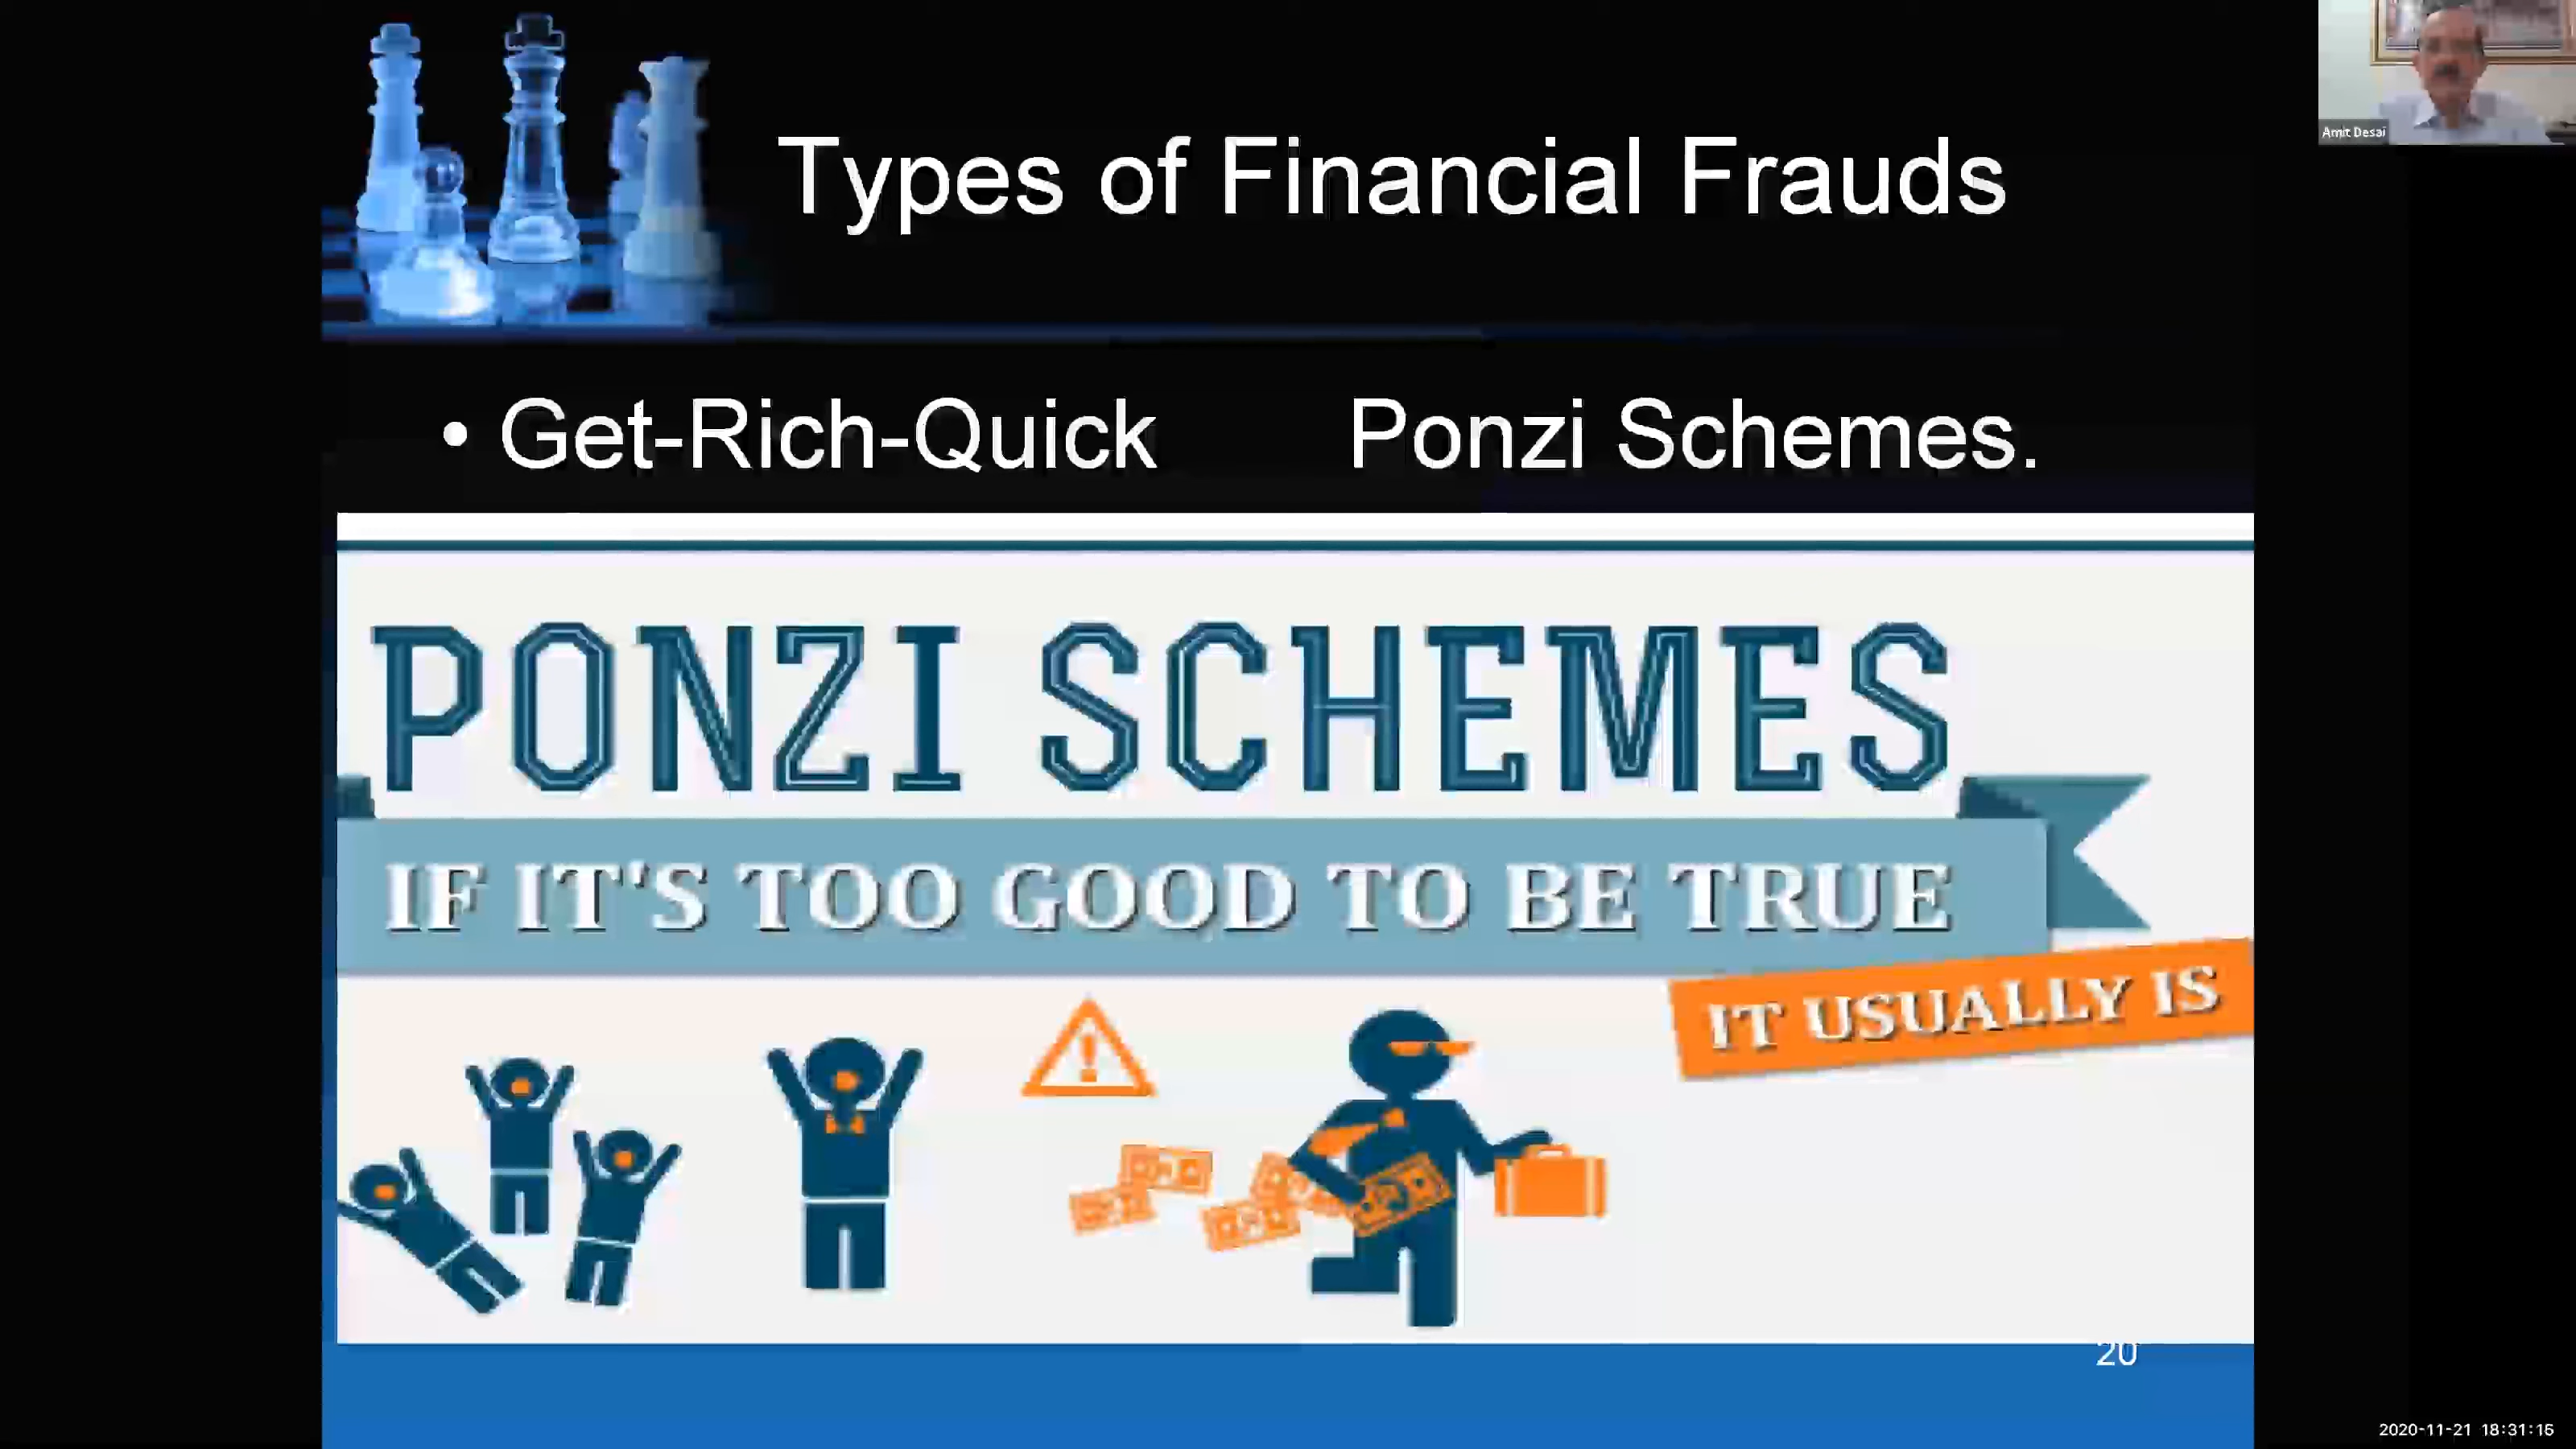 Types of Financial Frauds
Amit Desai
• Get-Rich-Quick Ponzi Schemes.
PONZI SCHEMES
IF IT'S TOO GOOD TO BE TRUE
IT USUALLY IS
20
2020-11-21 18:31:16